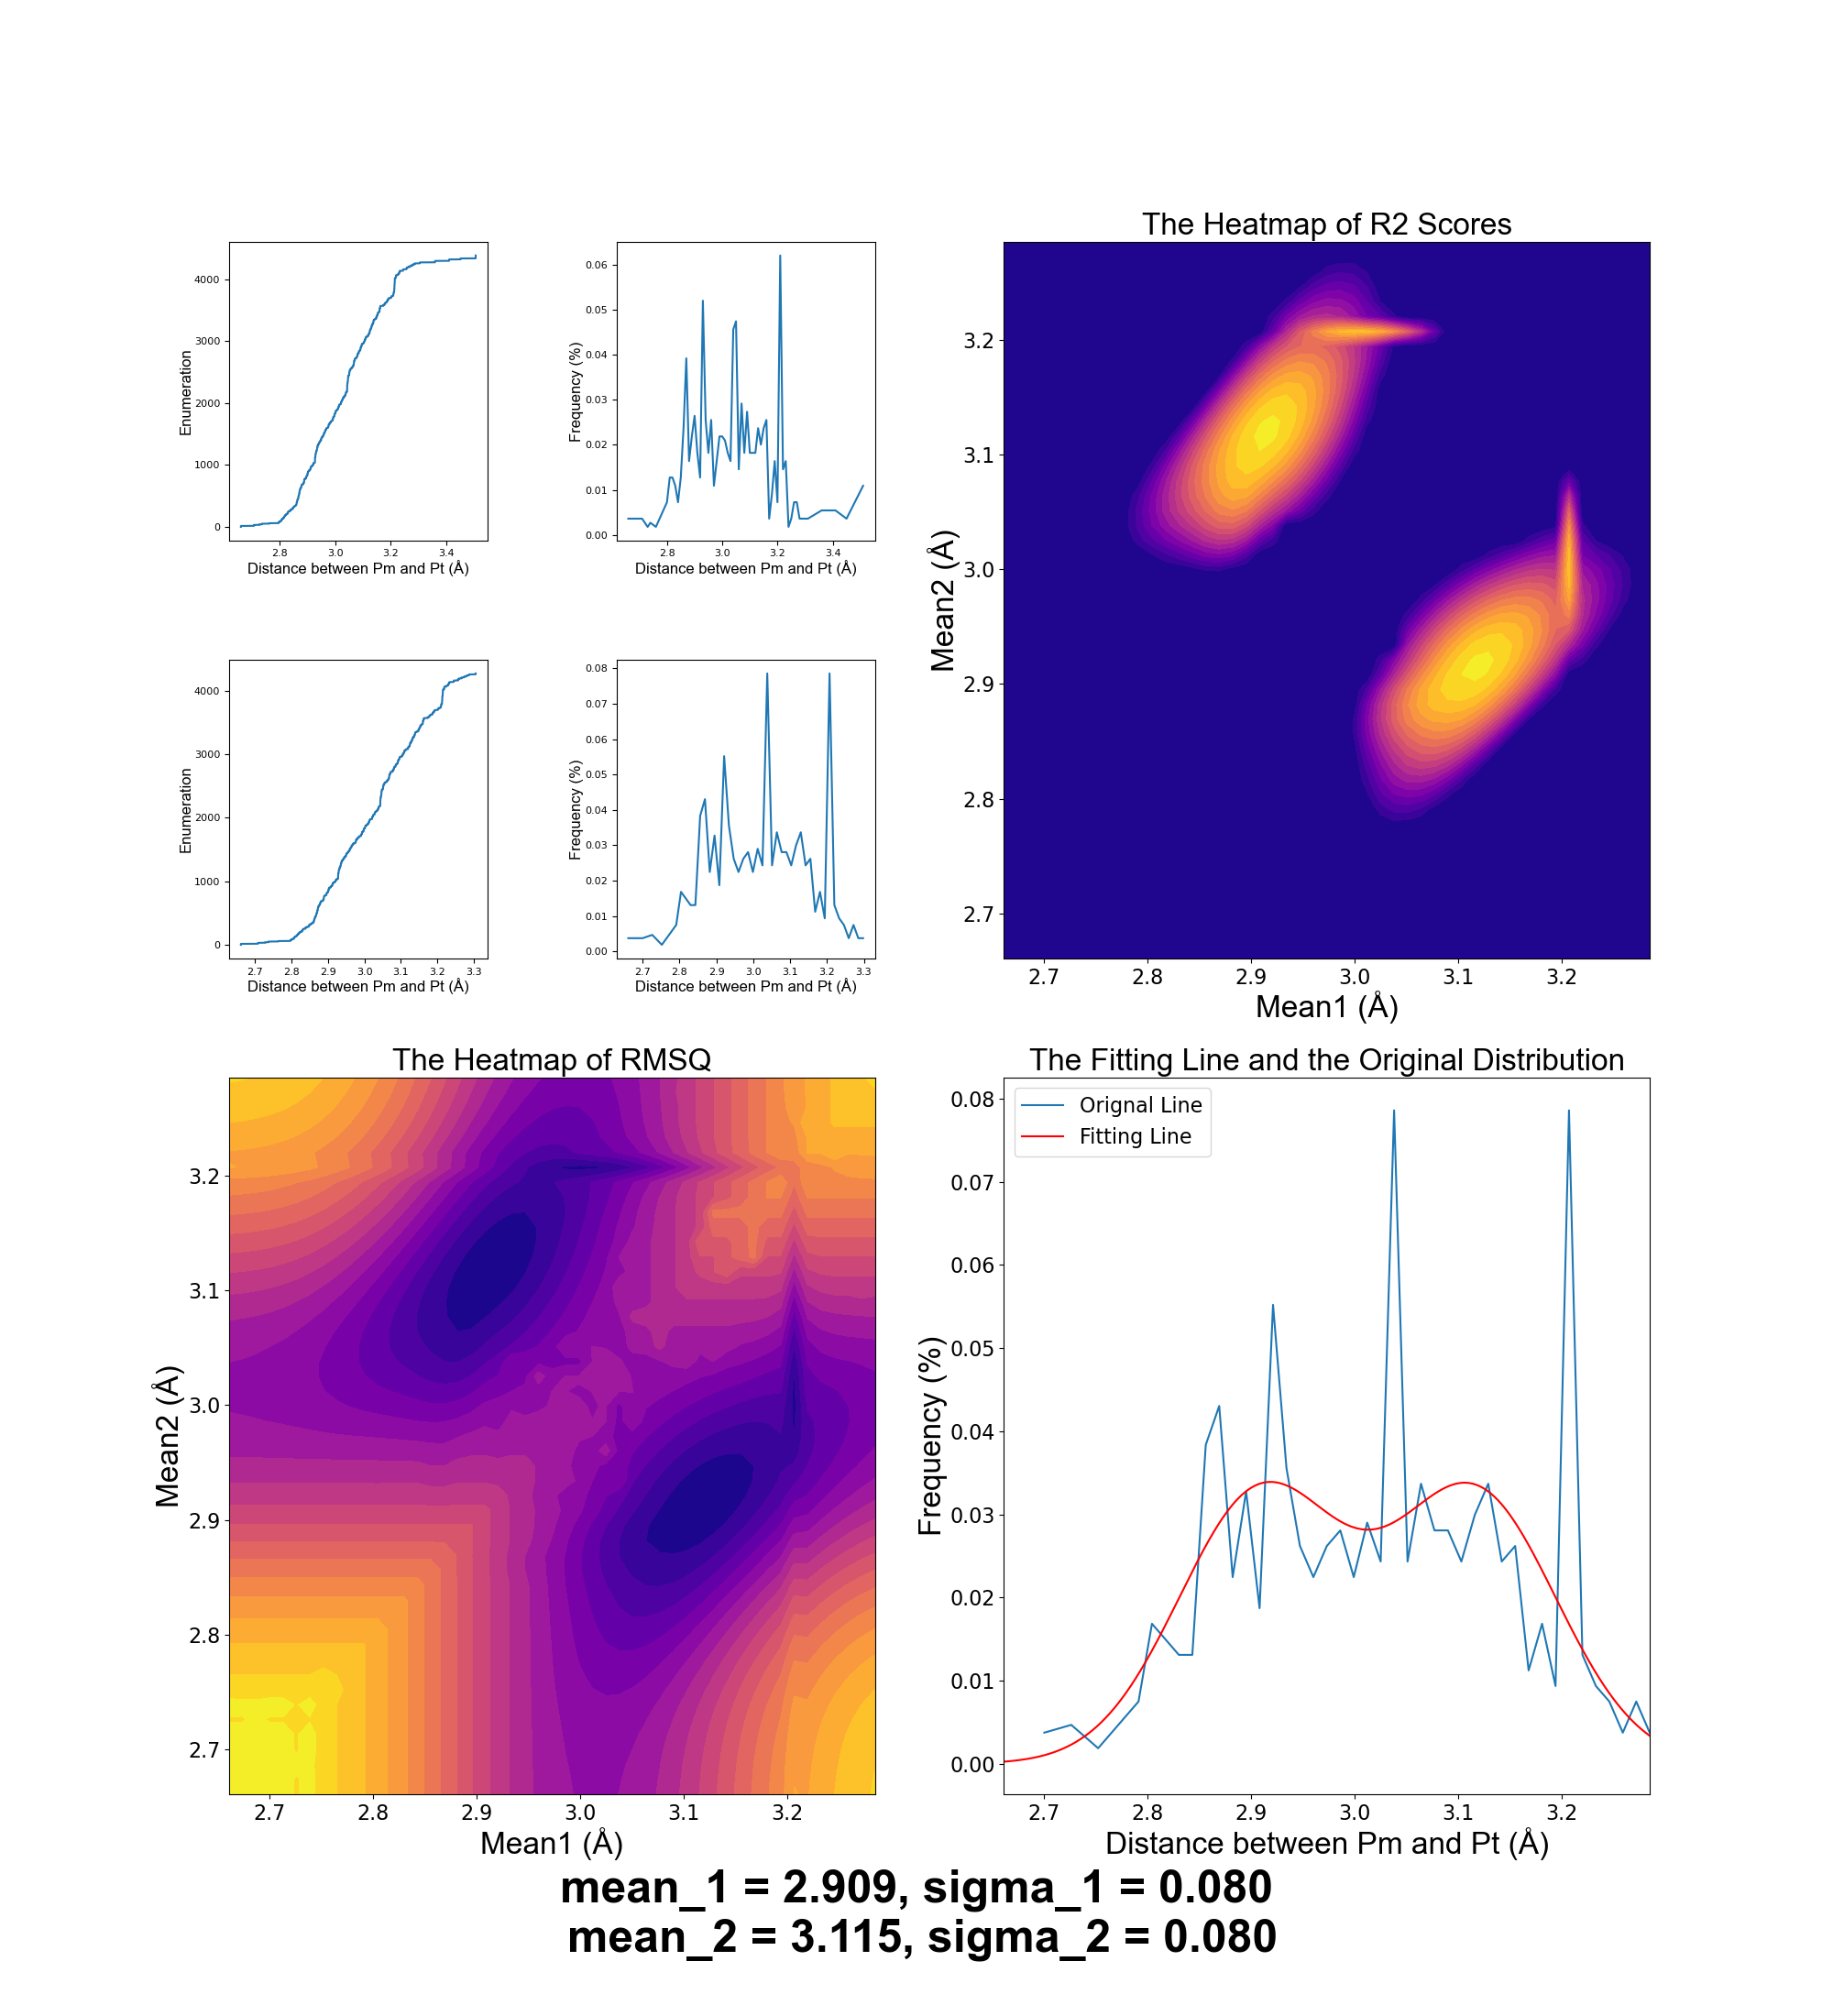 The Heatmap of R2 Scores
4000
3000
2000
1000
0
Enumeration
2.8 3.0 3.2 3.4
Distance between Pm and Pt (Å)
0.06
0.05
0.04
0.03
0.02
0.01
0.00
Frequency (%)
2.8 3.0 3.2 3.4
Distance between Pm and Pt (Å)
3.2
3.1
3.0
2.9
2.8
2.7
Mean2 (Å)
2.7 2.8 2.9 3.0 3.1 3.2
Mean1 (Å)
4000
3000
2000
1000
0
Enumeration
2.7 2.8 2.9 3.0 3.1 3.2 3.3
Distance between Pm and Pt (Å)
0.08
0.07
0.06
0.05
0.04
0.03
0.02
0.01
0.00
Frequency (%)
2.7 2.8 2.9 3.0 3.1 3.2 3.3
Distance between Pm and Pt (Å)
The Heatmap of RMSQ
3.2
3.1
3.0
2.9
2.8
2.7
Mean2 (Å)
2.7 2.8 2.9 3.0 3.1 3.2
Mean1 (Å)
The Fitting Line and the Original Distribution
Orignal Line
Fitting Line
0.08
0.07
0.06
0.05
0.04
0.03
0.02
0.01
0.00
Frequency (%)
2.7 2.8 2.9 3.0 3.1 3.2
Distance between Pm and Pt (Å)
mean_1 = 2.909, sigma_1 = 0.080
mean_2 = 3.115, sigma_2 = 0.080